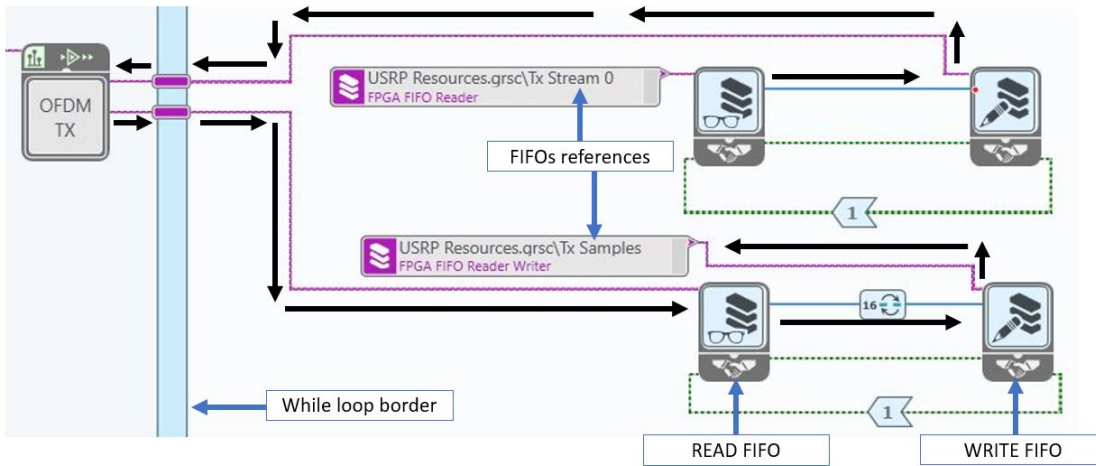 OFDM
TX
USRP Resources.grsc\Tx Stream 0
FPGA FIFO Reader
FIFOs references
1
USRP Resources.grsc\Tx Samples
FPGA FIFO Reader Writer
16
While loop border
1
READ FIFO
WRITE FIFO